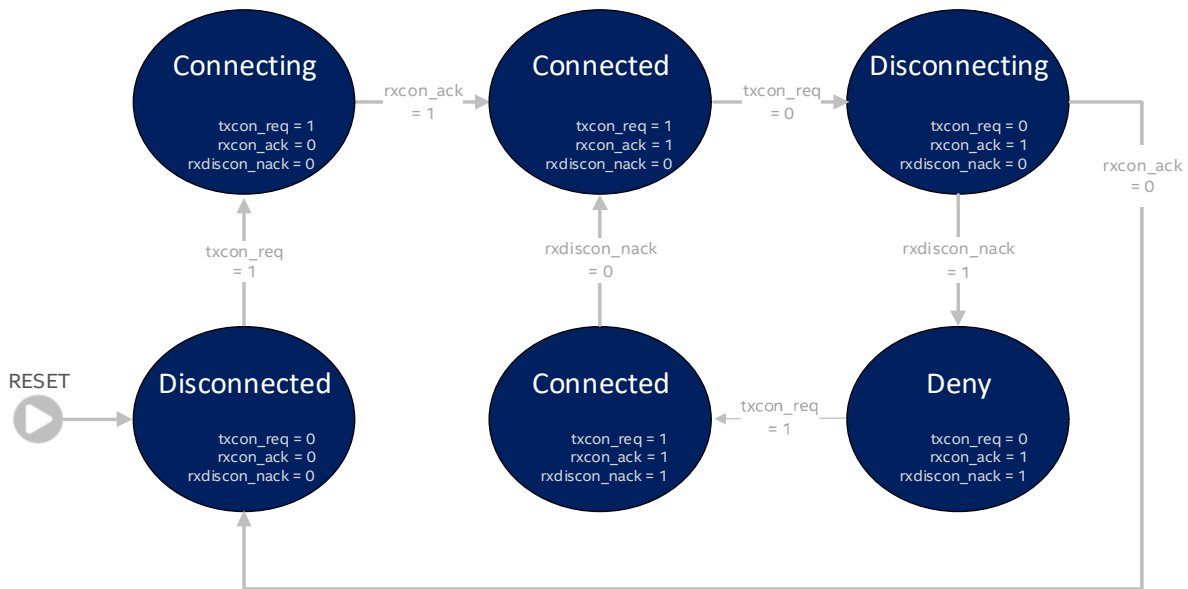 Connecting
txcon_req = 1
rxcon_ack = 0
rxdiscon_nack = 0
rxcon_ack
= 1
Connected
txcon_req = 1
rxcon_ack = 1
rxdiscon_nack = 0
txcon_req
= 0
Disconnecting
txcon_req = 0
rxcon_ack = 1
rxdiscon_nack = 0
rxcon_ack
= 0
txcon_req
= 1
rxdiscon_nack
= 0
rxdiscon_nack
= 1
RESET
Disconnected
txcon_req = 0
rxcon_ack = 0
rxdiscon_nack = 0
Connected
txcon_req = 1
rxcon_ack = 1
rxdiscon_nack = 1
txcon_req
= 1
Deny
txcon_req = 0
rxcon_ack = 1
rxdiscon_nack = 1